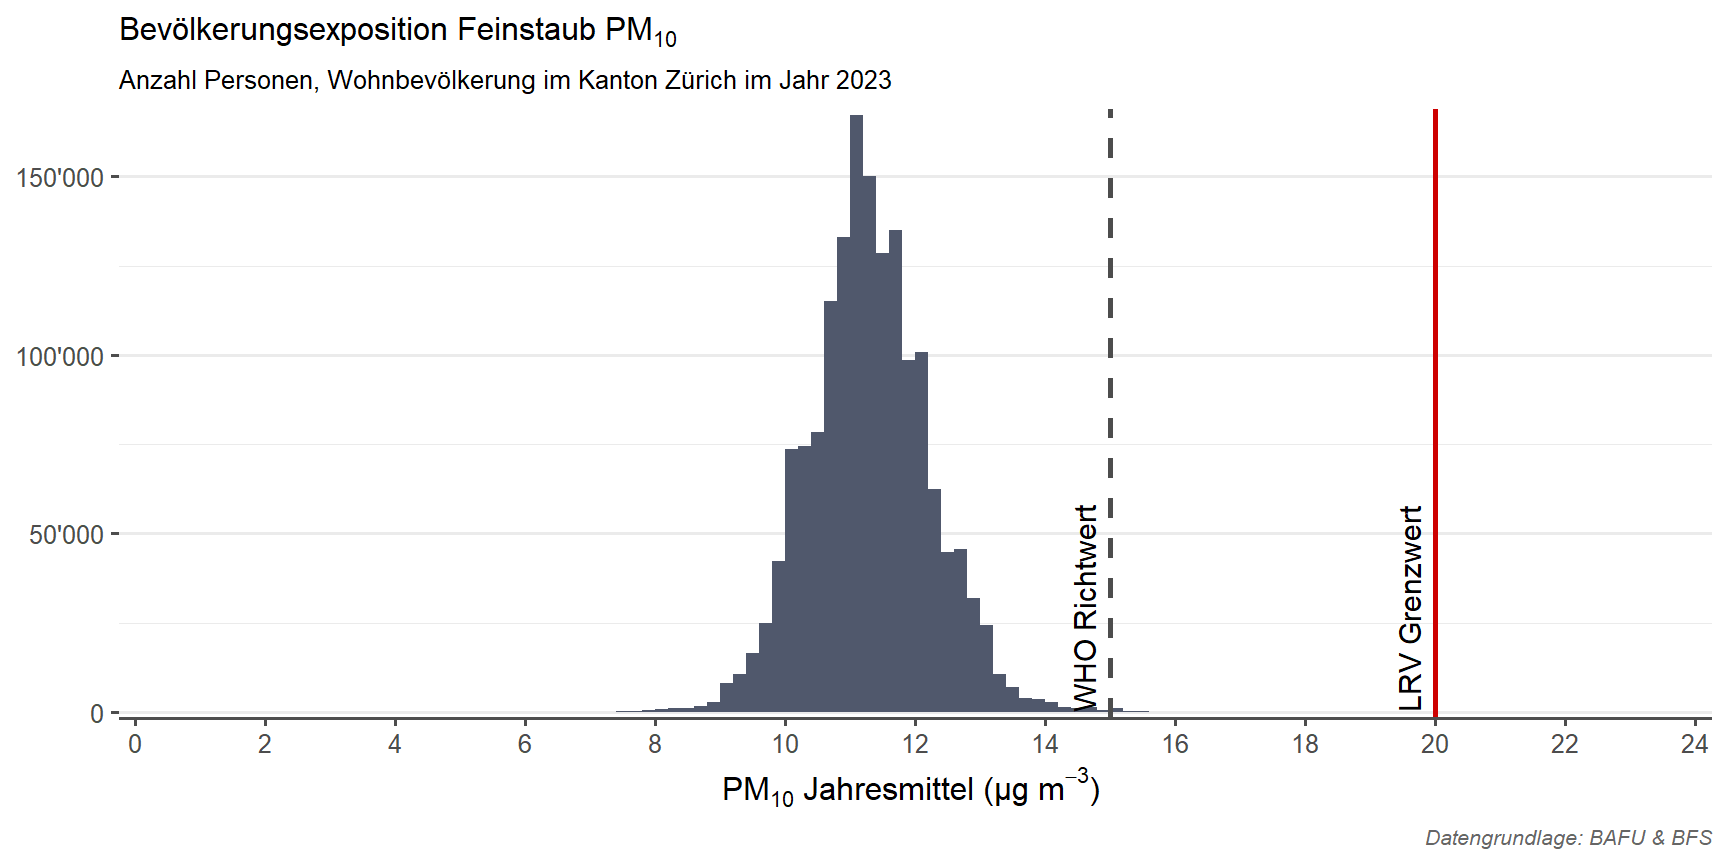 Bevölkerungsexposition Feinstaub PM₁₀
Anzahl Personen, Wohnbevölkerung im Kanton Zürich im Jahr 2023
150'000
100'000
50'000
0
WHO Richtwert
LRV Grenzwert
0 2 4 6 8 10 12 14 16 18 20 22 24
PM₁₀ Jahresmittel (µg m⁻³)
Datengrundlage: BAFU & BFS